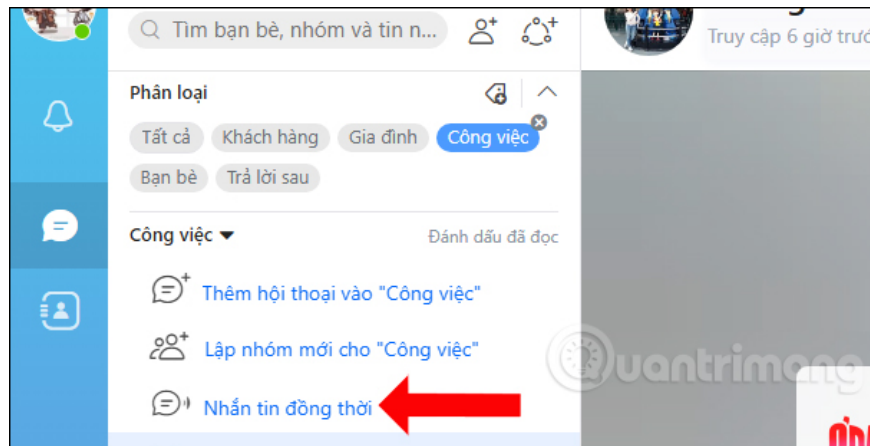 Tìm bạn bè, nhóm và tin n...
Truy cập 6 giờ trướ
Phân loại
Tất cả Khách hàng Gia đình Công việc
Bạn bè Trả lời sau
Công việc Đánh dấu đã đọc
Thêm hội thoại vào "Công việc"
Lập nhóm mới cho "Công việc"
Nhắn tin đồng thời
Quantrimang